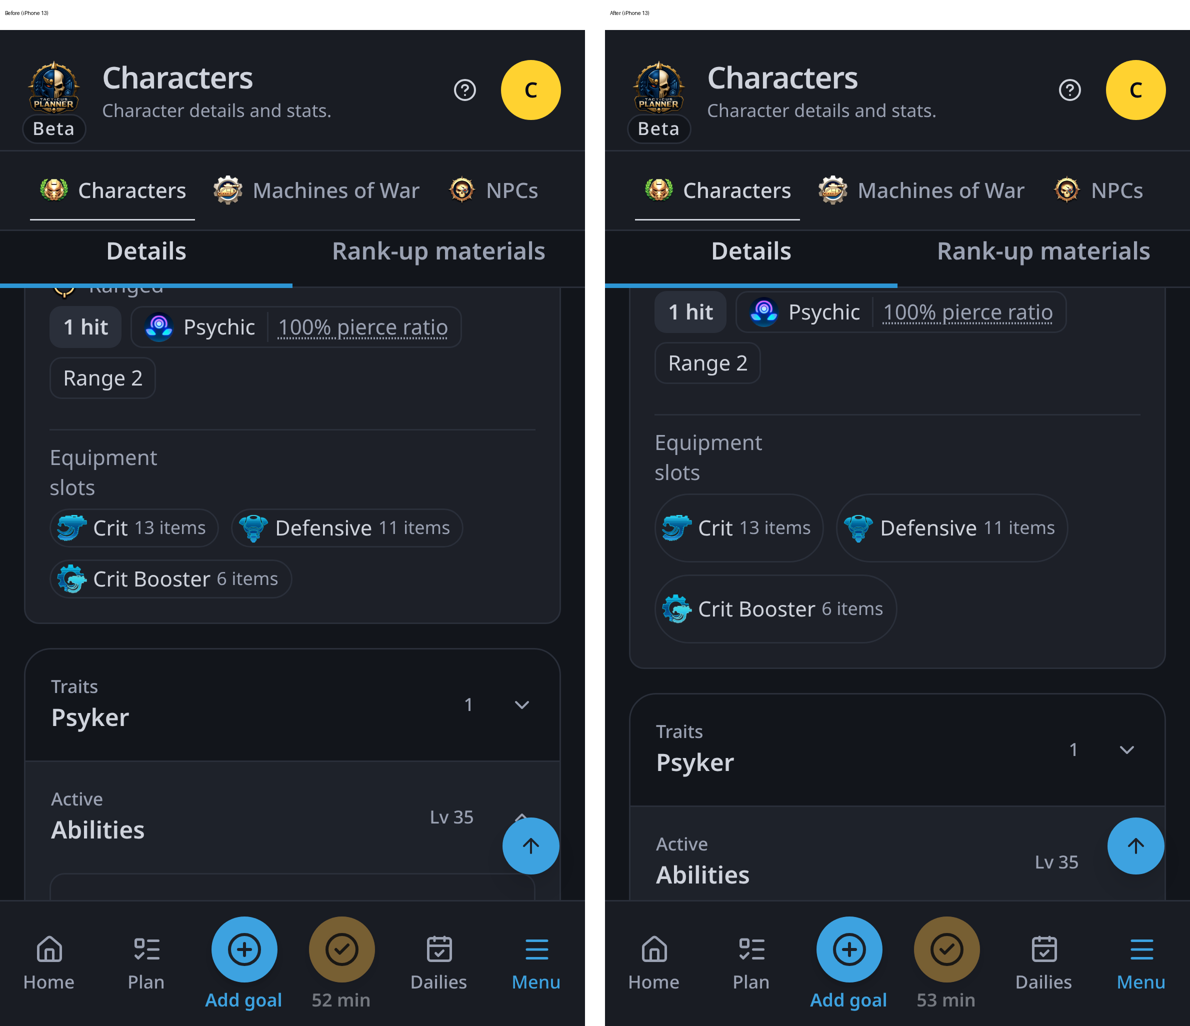 Before (iPhone 13)
Characters
Character details and stats.
TACTICUS
PLANNER
Beta
C
Characters
Machines of War
NPCs
Details
Rank-up materials
Ranged
1 hit
Psychic
100% pierce ratio
Range 2
Equipment
slots
Crit 13 items
Defensive 11 items
Crit Booster 6 items
Traits
Psyker
1
Active
Abilities
Lv 35
Home
Plan
Add goal
52 min
Dailies
Menu
After (iPhone 13)
Characters
Character details and stats.
TACTICUS
PLANNER
Beta
C
Characters
Machines of War
NPCs
Details
Rank-up materials
1 hit
Psychic
100% pierce ratio
Range 2
Equipment
slots
Crit 13 items
Defensive 11 items
Crit Booster 6 items
Traits
Psyker
1
Active
Abilities
Lv 35
Home
Plan
Add goal
53 min
Dailies
Menu